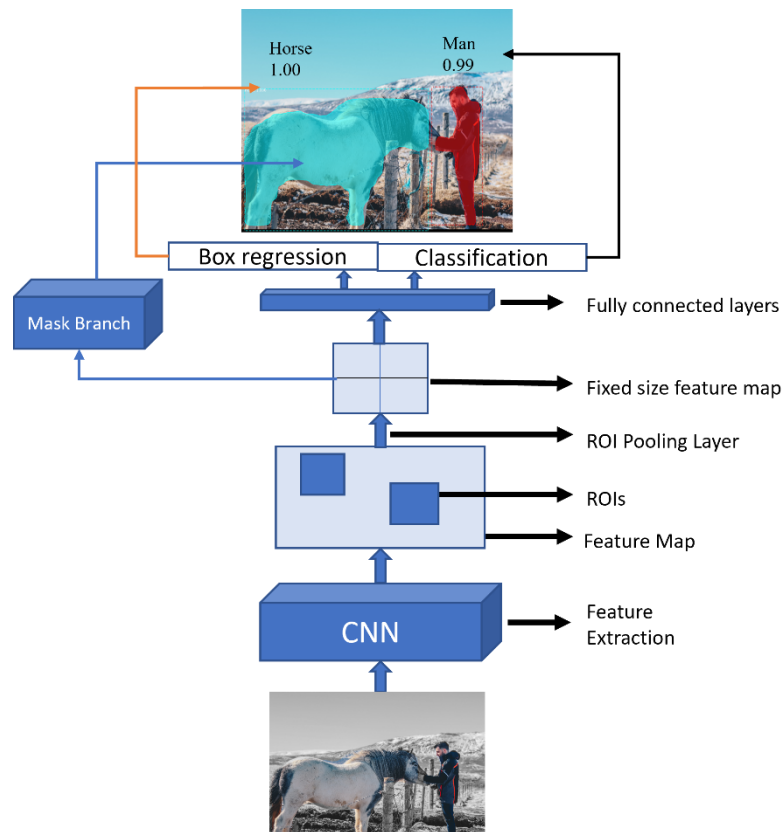 Horse
1.00
Man
0.99
Box regression
Classification
Mask Branch
Fully connected layers
Fixed size feature map
ROI Pooling Layer
ROIs
Feature Map
CNN
Feature
Extraction